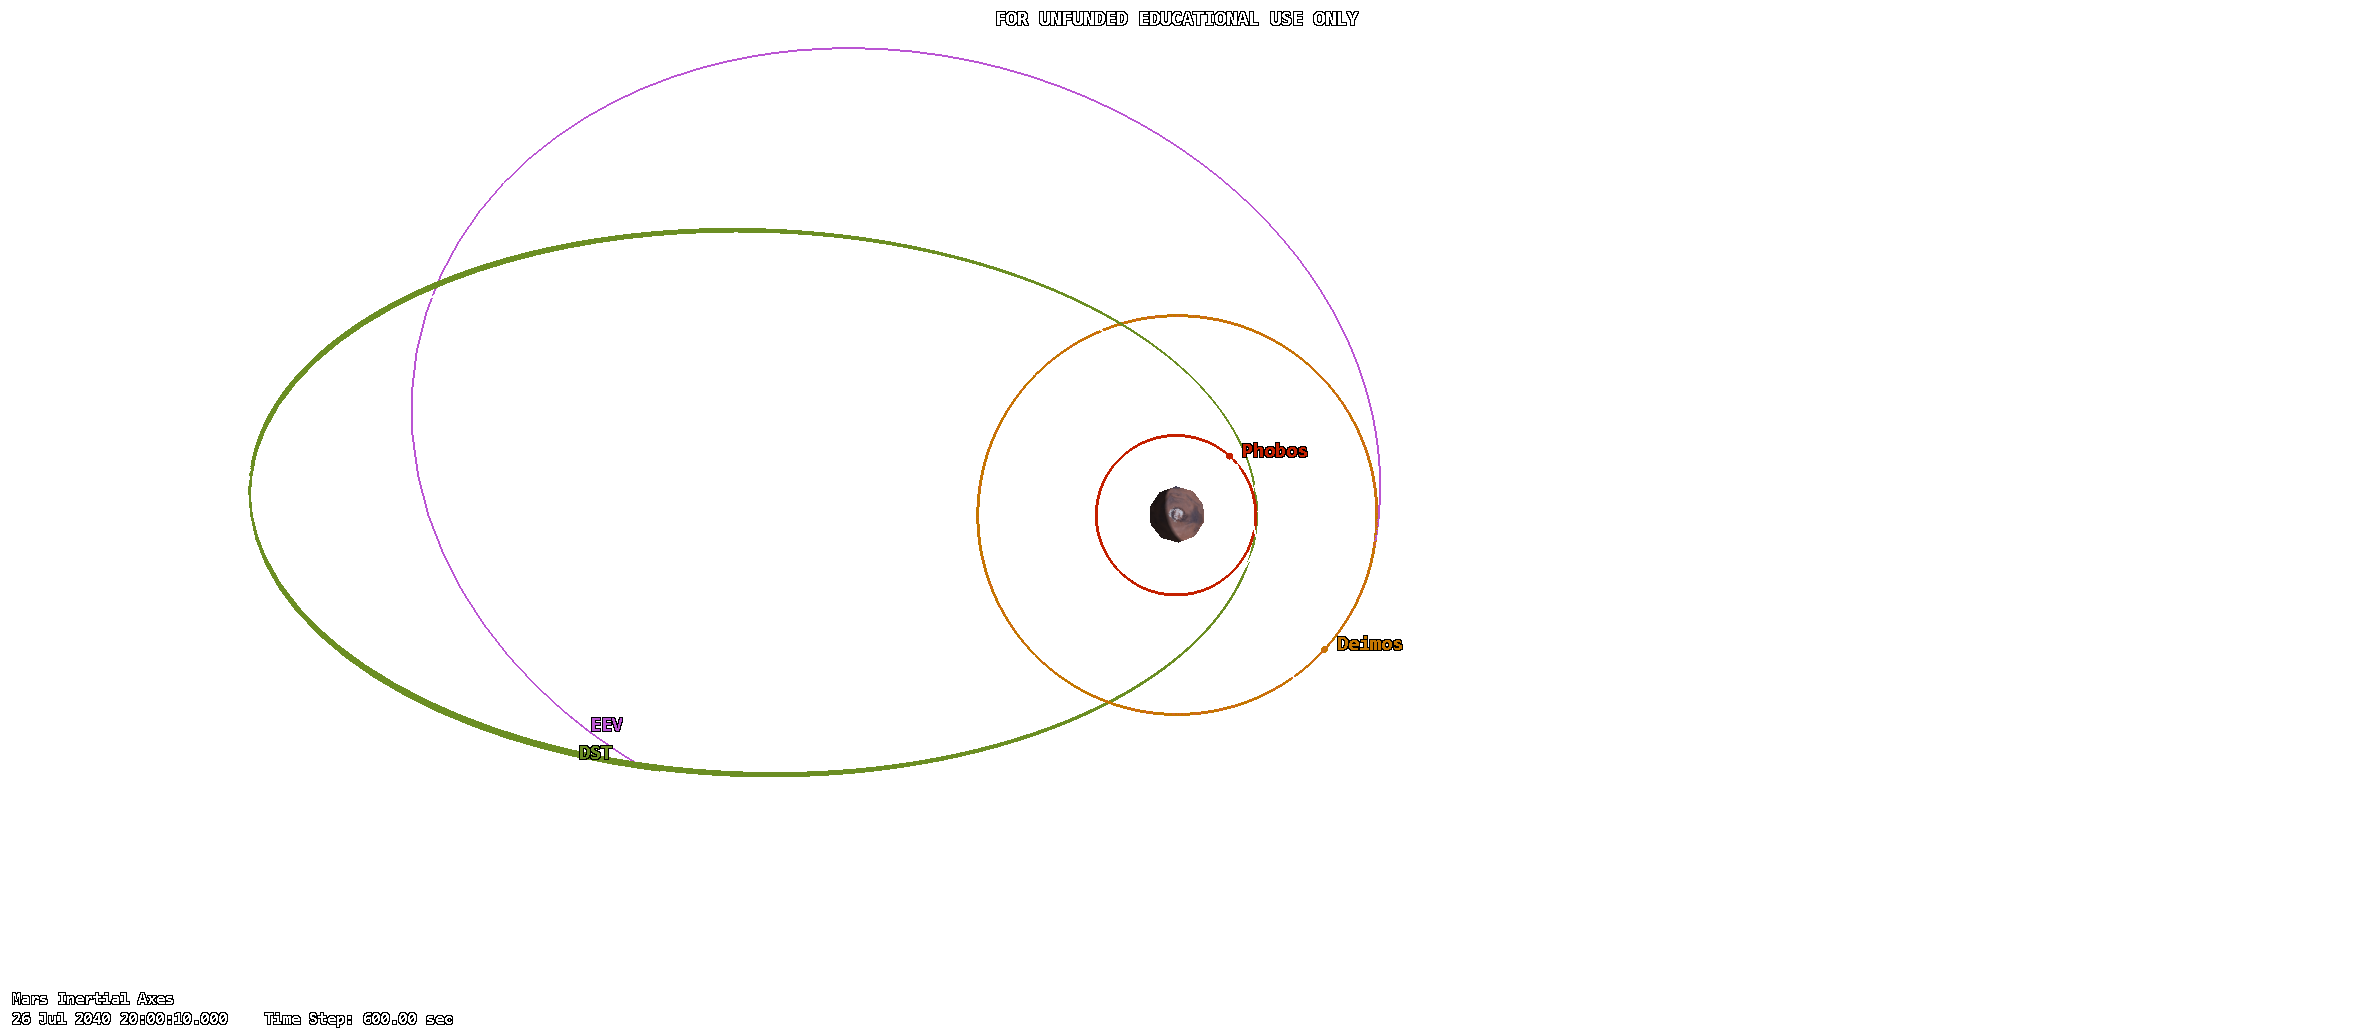 FOR UNFUNDED EDUCATIONAL USE ONLY
Phobos
Deimos
EEV
DST
Mars Inertial Axes
26 Jul 2040 20:00:10.000    Time Step: 600.00 sec